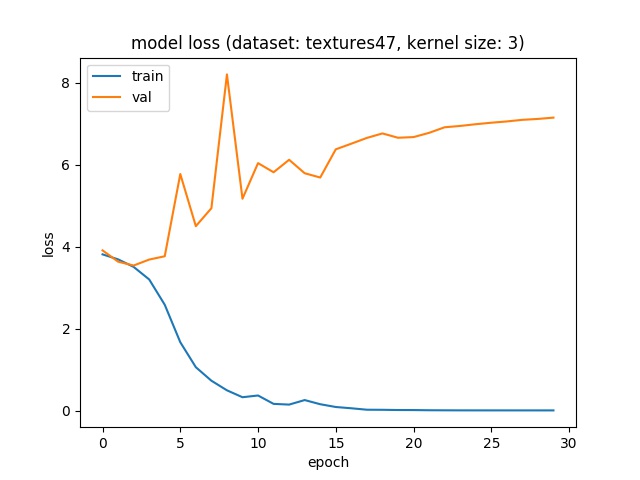 model loss (dataset: textures47, kernel size: 3)
train
val
8
6
4
2
0
loss
0 5 10 15 20 25 30
epoch